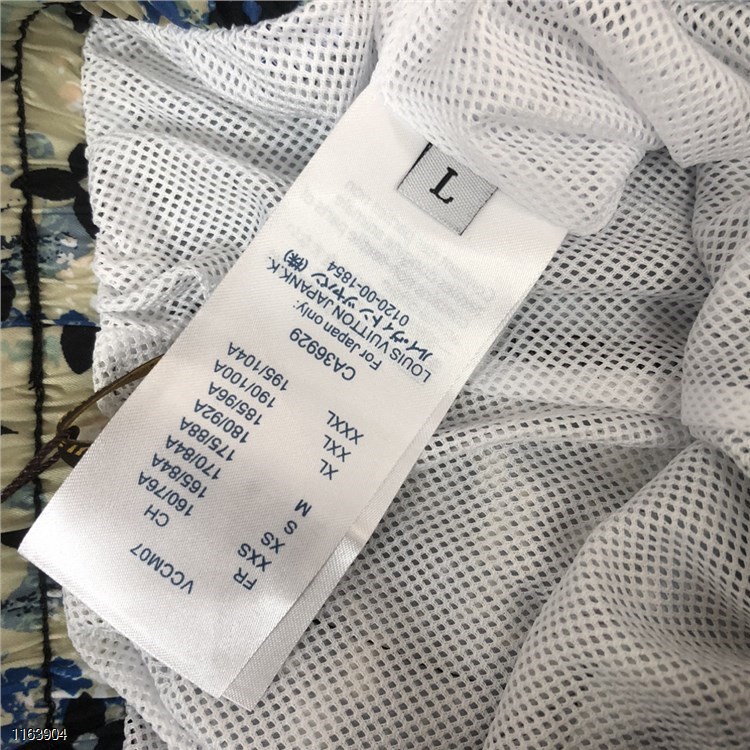 L
VCCM07
FR CH
XXS 160/76A
XS 165/84A
S 170/84A
M 175/88A
180/92A
XL 185/96A
XXL 190/100A
XXXL 195/104A
CA36929
For Japan only:
LOUIS VUITTON JAPANK.K.
ルイ・ヴィトンジャパン (株)
0120-00-1854
1163904